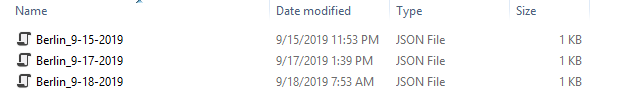 Name Date modified Type Size
Berlin_9-15-2019 9/15/2019 11:53 PM JSON File 1 KB
Berlin_9-17-2019 9/17/2019 1:39 PM JSON File 1 KB
Berlin_9-18-2019 9/18/2019 7:53 AM JSON File 1 KB